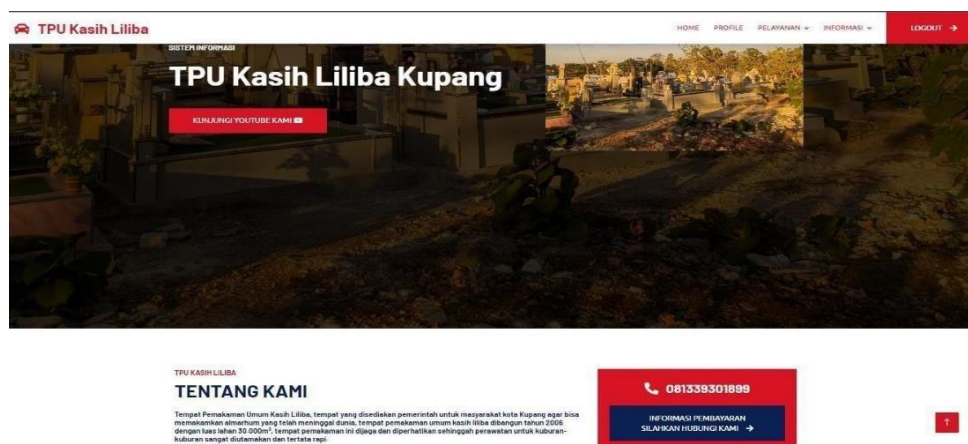 TPU Kasih Liliba
HOME PROFILE PELAYANAN INFORMASI LOGOUT
SISTEM INFORMASI
TPU Kasih Liliba Kupang
KUNJUNGI YOUTUBE KAMI
TPU KASIH LILIBA
TENTANG KAMI
Tempat Pemakaman Umum Kasih Liliba, tempat yang disediakan pemerintah untuk masyarakat kota Kupang agar bisa
memakamkan almarhum yang telah meninggal dunia, tempat pemakaman umum kasih liliba dibangun tahun 2006
dengan luas lahan 30.000m², tempat pemakaman ini dijaga dan diperhatikan sehinggah perawatan untuk kuburan-
kuburan sangat diutamakan dan tertata rapi
081339301899
INFORMASI PEMBAYARAN
SILAHKAN HUBUNGI KAMI